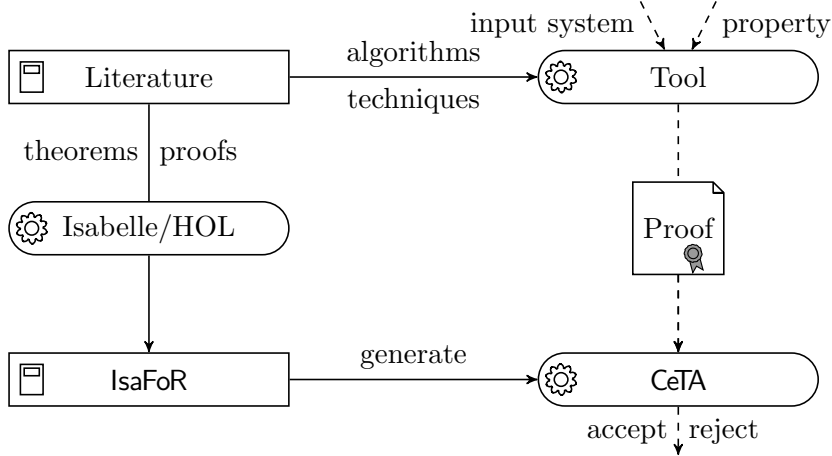 input system property
algorithms
Literature Tool
techniques
theorems proofs
Proof
Isabelle/HOL
generate
IsaFoR CeTA
accept reject